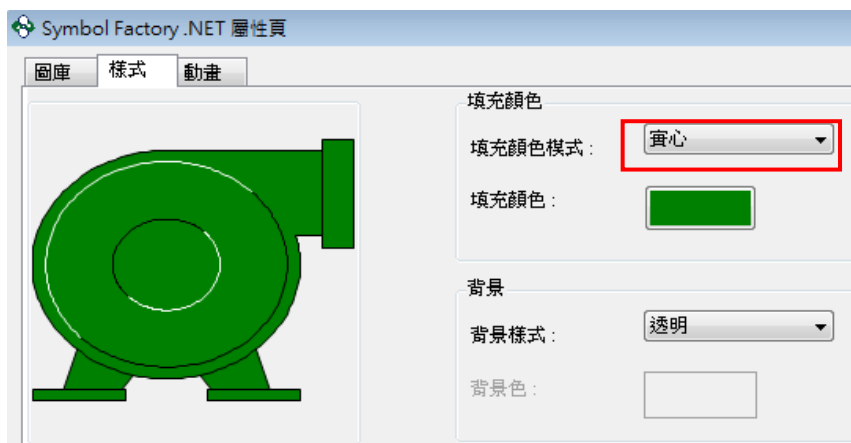 Symbol Factory .NET 屬性頁
圖庫 樣式 動畫
填充顏色
填充顏色模式 : 實心
填充顏色 :
背景
背景樣式 : 透明
背景色 :